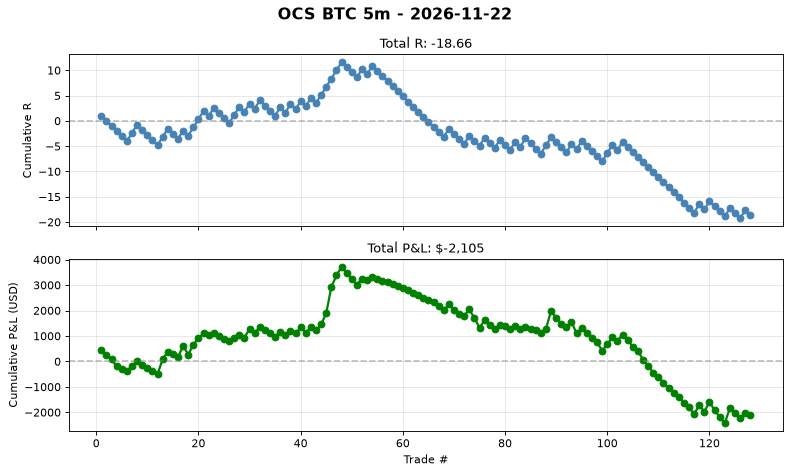 OCS BTC 5m - 2026-11-22
Total R: -18.66
Cumulative R
10
5
0
−5
−10
−15
−20
Total P&L: $-2,105
Cumulative P&L (USD)
4000
3000
2000
1000
0
−1000
−2000
0 20 40 60 80 100 120
Trade #